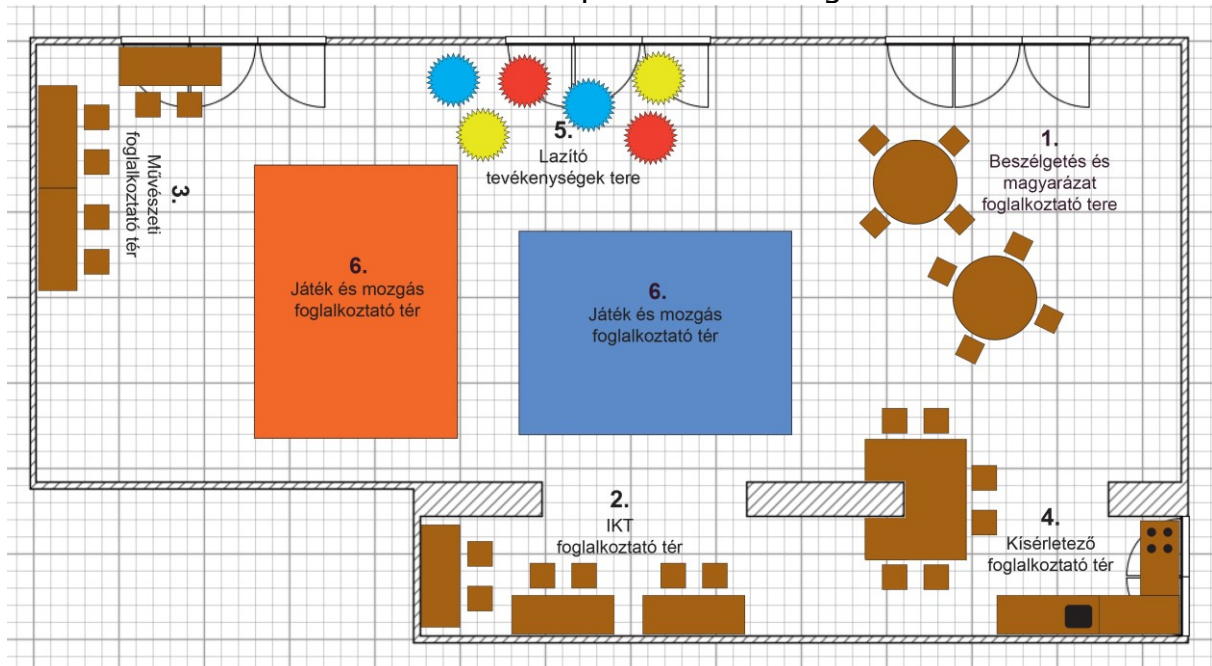 1.
Beszélgetés és
magyarázat
foglalkoztató tere
5.
Lazító
tevékenységek tere
3.
Művészeti
foglalkoztató tér
6.
Játék és mozgás
foglalkoztató tér
6.
Játék és mozgás
foglalkoztató tér
2.
IKT
foglalkoztató tér
4.
Kísérletező
foglalkoztató tér